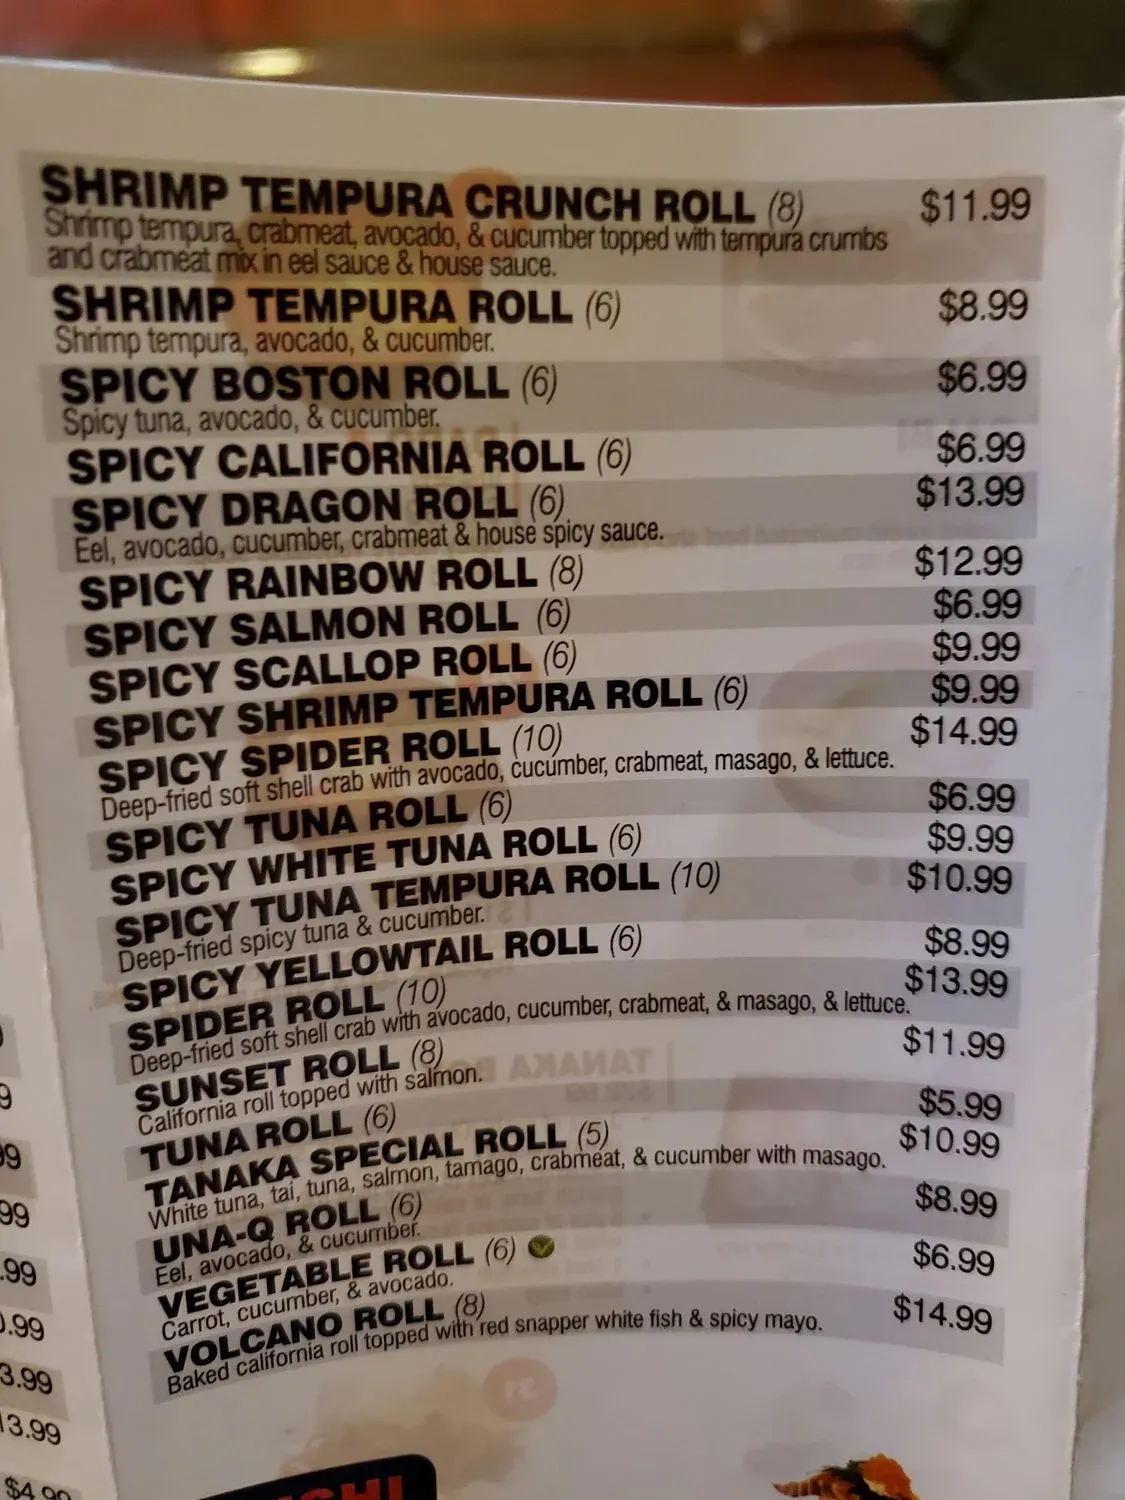 SHRIMP TEMPURA CRUNCH ROLL (8) $11.99
Shrimp tempura, crabmeat, avocado, & cucumber topped with tempura crumbs
and crabmeat mix in eel sauce & house sauce.
SHRIMP TEMPURA ROLL (6) $8.99
Shrimp tempura, avocado, & cucumber.
SPICY BOSTON ROLL (6) $6.99
Spicy tuna, avocado, & cucumber.
SPICY CALIFORNIA ROLL (6) $6.99
SPICY DRAGON ROLL (6) $13.99
Eel, avocado, cucumber, crabmeat & house spicy sauce.
SPICY RAINBOW ROLL (8) $12.99
SPICY SALMON ROLL (6) $6.99
SPICY SCALLOP ROLL (6) $9.99
SPICY SHRIMP TEMPURA ROLL (6) $9.99
SPICY SPIDER ROLL (10) $14.99
Deep-fried soft shell crab with avocado, cucumber, crabmeat, masago, & lettuce.
SPICY TUNA ROLL (6) $6.99
SPICY WHITE TUNA ROLL (6) $9.99
SPICY TUNA TEMPURA ROLL (10) $10.99
Deep-fried spicy tuna & cucumber.
SPICY YELLOWTAIL ROLL (6) $8.99
SPIDER ROLL (10) $13.99
Deep-fried soft shell crab with avocado, cucumber, crabmeat, & masago, & lettuce.
SUNSET ROLL (8) $11.99
California roll topped with salmon.
TUNA ROLL (6) $5.99
TANAKA SPECIAL ROLL (5) $10.99
White tuna, tai, tuna, salmon, tamago, crabmeat, & cucumber with masago.
UNA-Q ROLL (6) $8.99
Eel, avocado, & cucumber.
VEGETABLE ROLL (6) $6.99
Carrot, cucumber, & avocado.
VOLCANO ROLL (8) $14.99
Baked california roll topped with red snapper white fish & spicy mayo.
9
99
99
.99
.99
3.99
13.99
$4.99